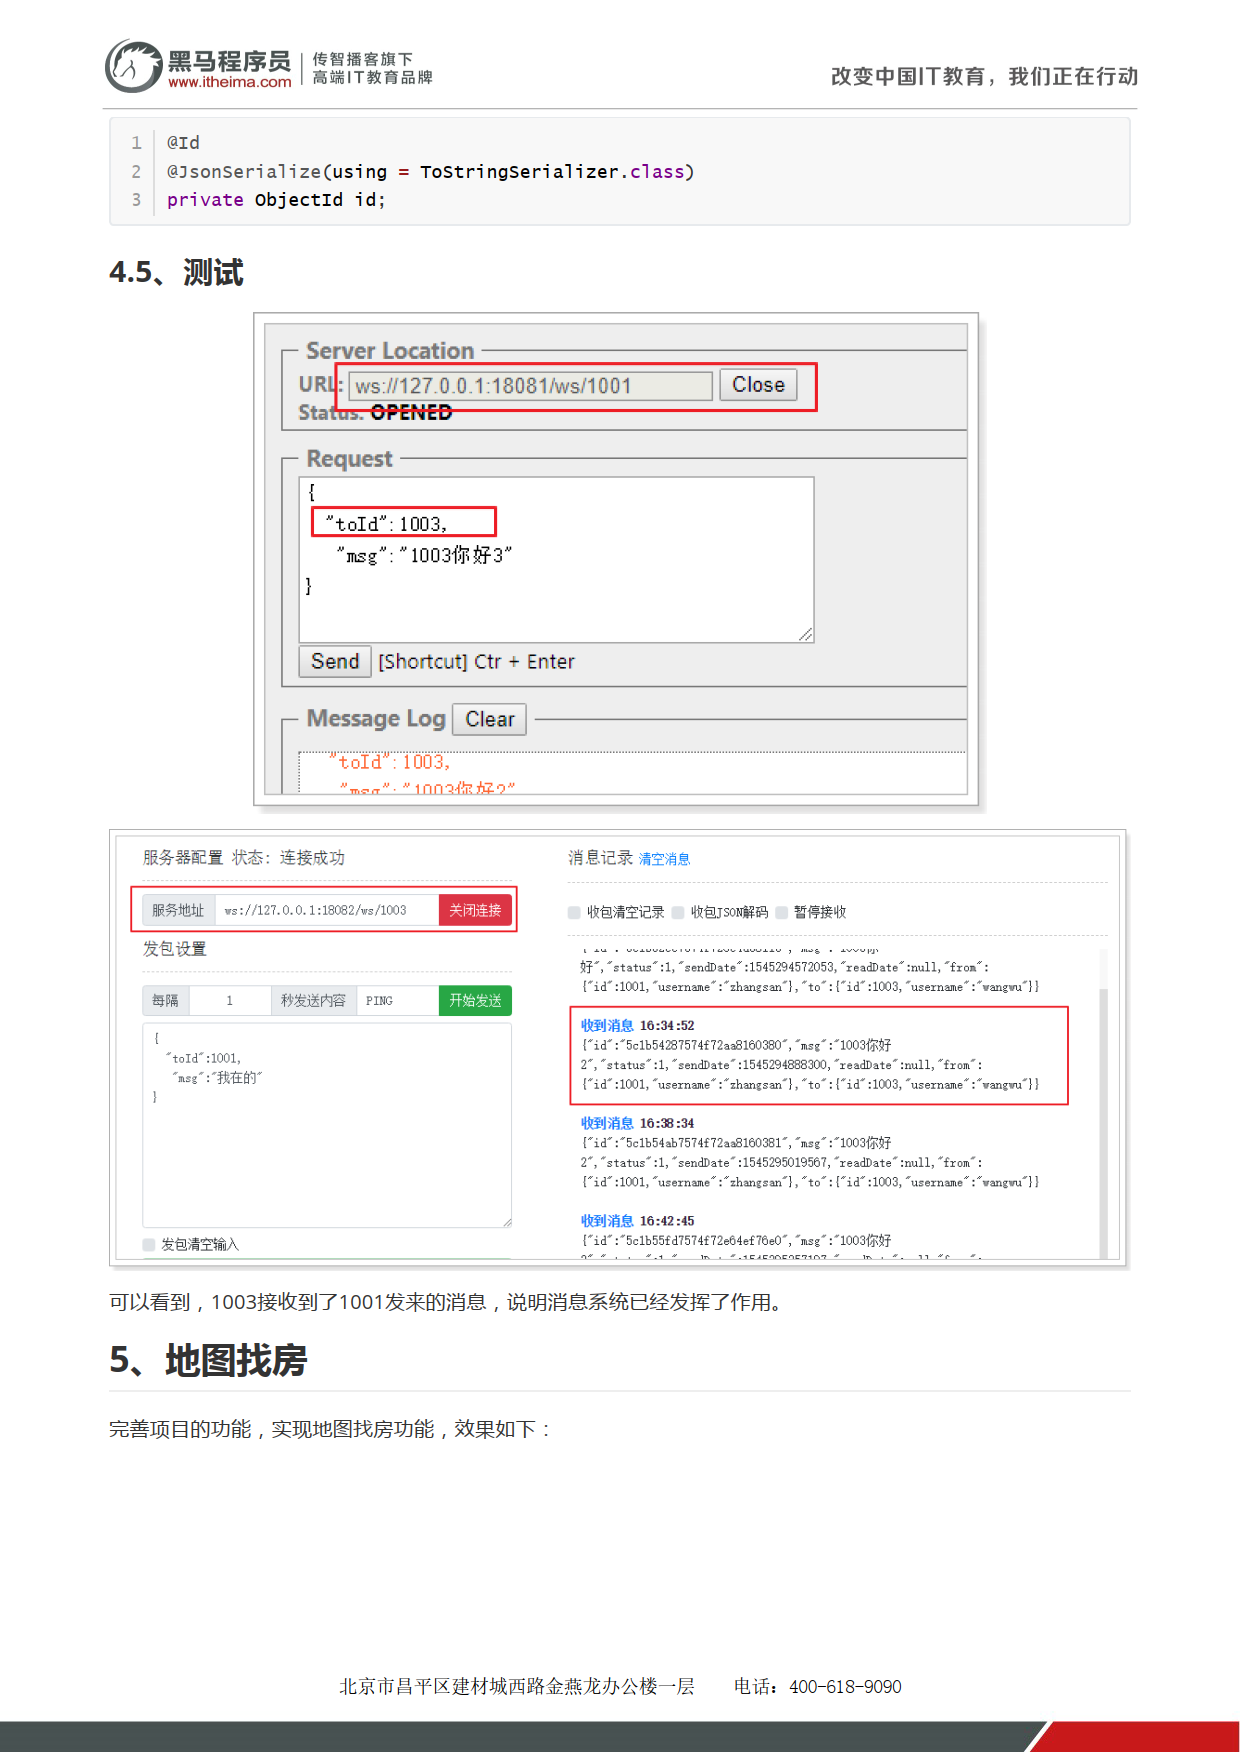 黑马程序员
www.itheima.com
传智播客旗下
高端IT教育品牌
改变中国IT教育，我们正在行动
1 @Id
2 @JsonSerialize(using = ToStringSerializer.class)
3 private ObjectId id;
4.5、测试
Server Location
URL: ws://127.0.0.1:18081/ws/1001 Close
Status: OPENED
Request
{
"toId":1003,
"msg":"1003你好3"
}
Send [Shortcut] Ctr + Enter
Message Log Clear
"toId":1003,
"msg":"1003你好2"
服务器配置 状态：连接成功
服务地址 ws://127.0.0.1:18082/ws/1003 关闭连接
发包设置
每隔 1 秒发送内容 PING 开始发送
{
"toId":1001,
"msg":"我在的"
}
发包清空输入
消息记录 清空消息
收包清空记录 收包JSON解码 暂停接收
好","status":1,"sendDate":1545294572053,"readDate":null,"from":
{"id":1001,"username":"zhangsan"},"to":{"id":1003,"username":"wangwu"}}
收到消息 16:34:52
{"id":"5c1b54287574f72aa8160380","msg":"1003你好
2","status":1,"sendDate":1545294888300,"readDate":null,"from":
{"id":1001,"username":"zhangsan"},"to":{"id":1003,"username":"wangwu"}}
收到消息 16:38:34
{"id":"5c1b54ab7574f72aa8160381","msg":"1003你好
2","status":1,"sendDate":1545295019567,"readDate":null,"from":
{"id":1001,"username":"zhangsan"},"to":{"id":1003,"username":"wangwu"}}
收到消息 16:42:45
{"id":"5c1b55fd7574f72e64ef76e0","msg":"1003你好
可以看到，1003接收到了1001发来的消息，说明消息系统已经发挥了作用。
5、地图找房
完善项目的功能，实现地图找房功能，效果如下：
北京市昌平区建材城西路金燕龙办公楼一层 电话：400-618-9090